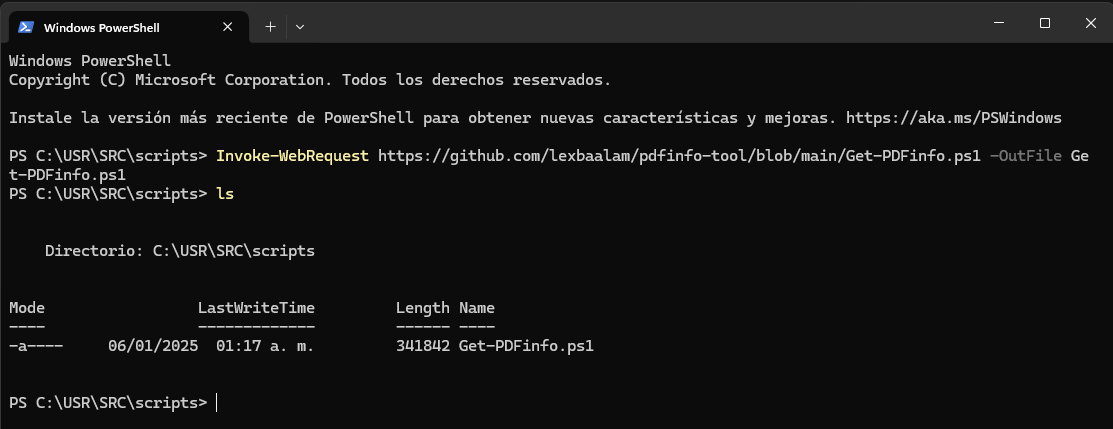 Windows PowerShell
Windows PowerShell
Copyright (C) Microsoft Corporation. Todos los derechos reservados.
Instale la versión más reciente de PowerShell para obtener nuevas características y mejoras. https://aka.ms/PSWindows
PS C:\USR\SRC\scripts> Invoke-WebRequest https://github.com/lexbaalam/pdfinfo-tool/blob/main/Get-PDFinfo.ps1 -OutFile Ge
t-PDFinfo.ps1
PS C:\USR\SRC\scripts> ls
Directorio: C:\USR\SRC\scripts
Mode LastWriteTime Length Name
---- ------------- ------ ----
-a---- 06/01/2025 01:17 a. m. 341842 Get-PDFinfo.ps1
PS C:\USR\SRC\scripts>